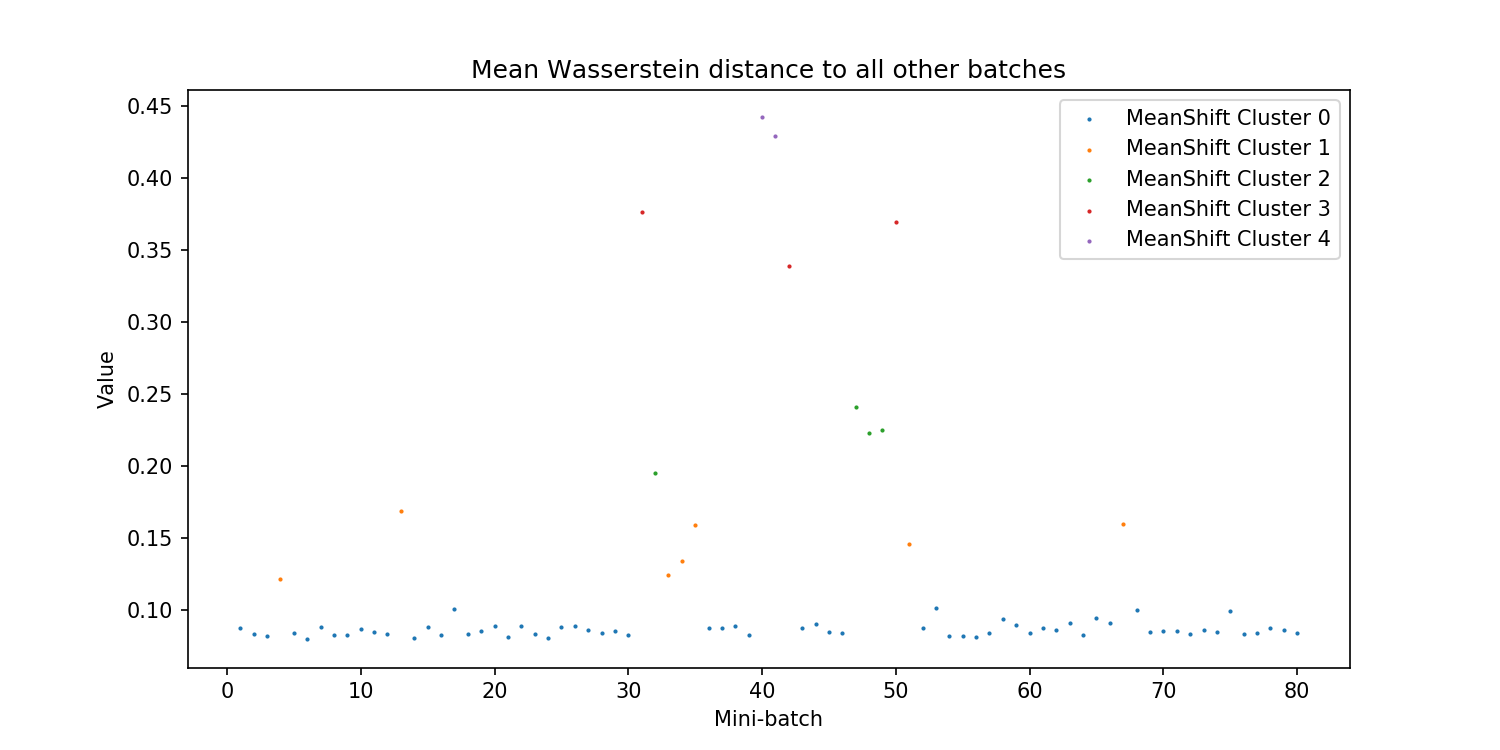 Mean Wasserstein distance to all other batches
0.45
0.40
0.35
0.30
0.25
0.20
0.15
0.10
Value
MeanShift Cluster 0
MeanShift Cluster 1
MeanShift Cluster 2
MeanShift Cluster 3
MeanShift Cluster 4
0 10 20 30 40 50 60 70 80
Mini-batch